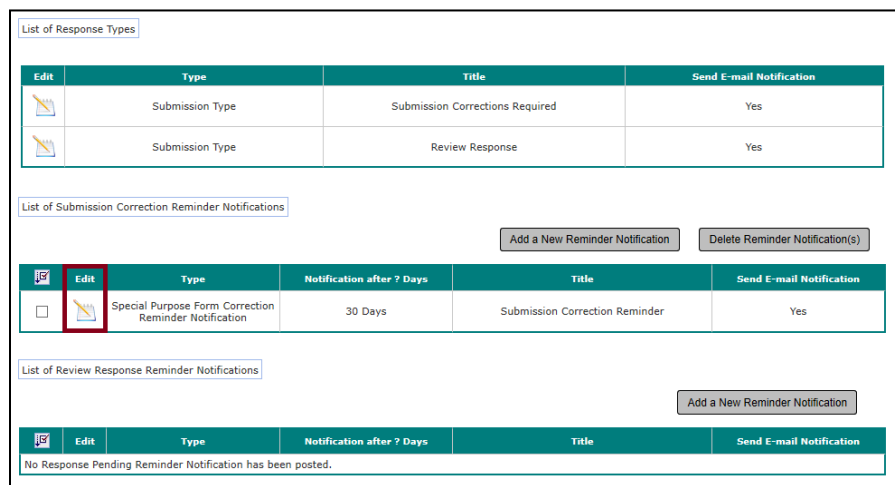 List of Response Types
Edit Type Title Send E-mail Notification
Submission Type Submission Corrections Required Yes
Submission Type Review Response Yes
List of Submission Correction Reminder Notifications
Add a New Reminder Notification Delete Reminder Notification(s)
Edit Type Notification after ? Days Title Send E-mail Notification
Special Purpose Form Correction
Reminder Notification 30 Days Submission Correction Reminder Yes
List of Review Response Reminder Notifications
Add a New Reminder Notification
Edit Type Notification after ? Days Title Send E-mail Notification
No Response Pending Reminder Notification has been posted.